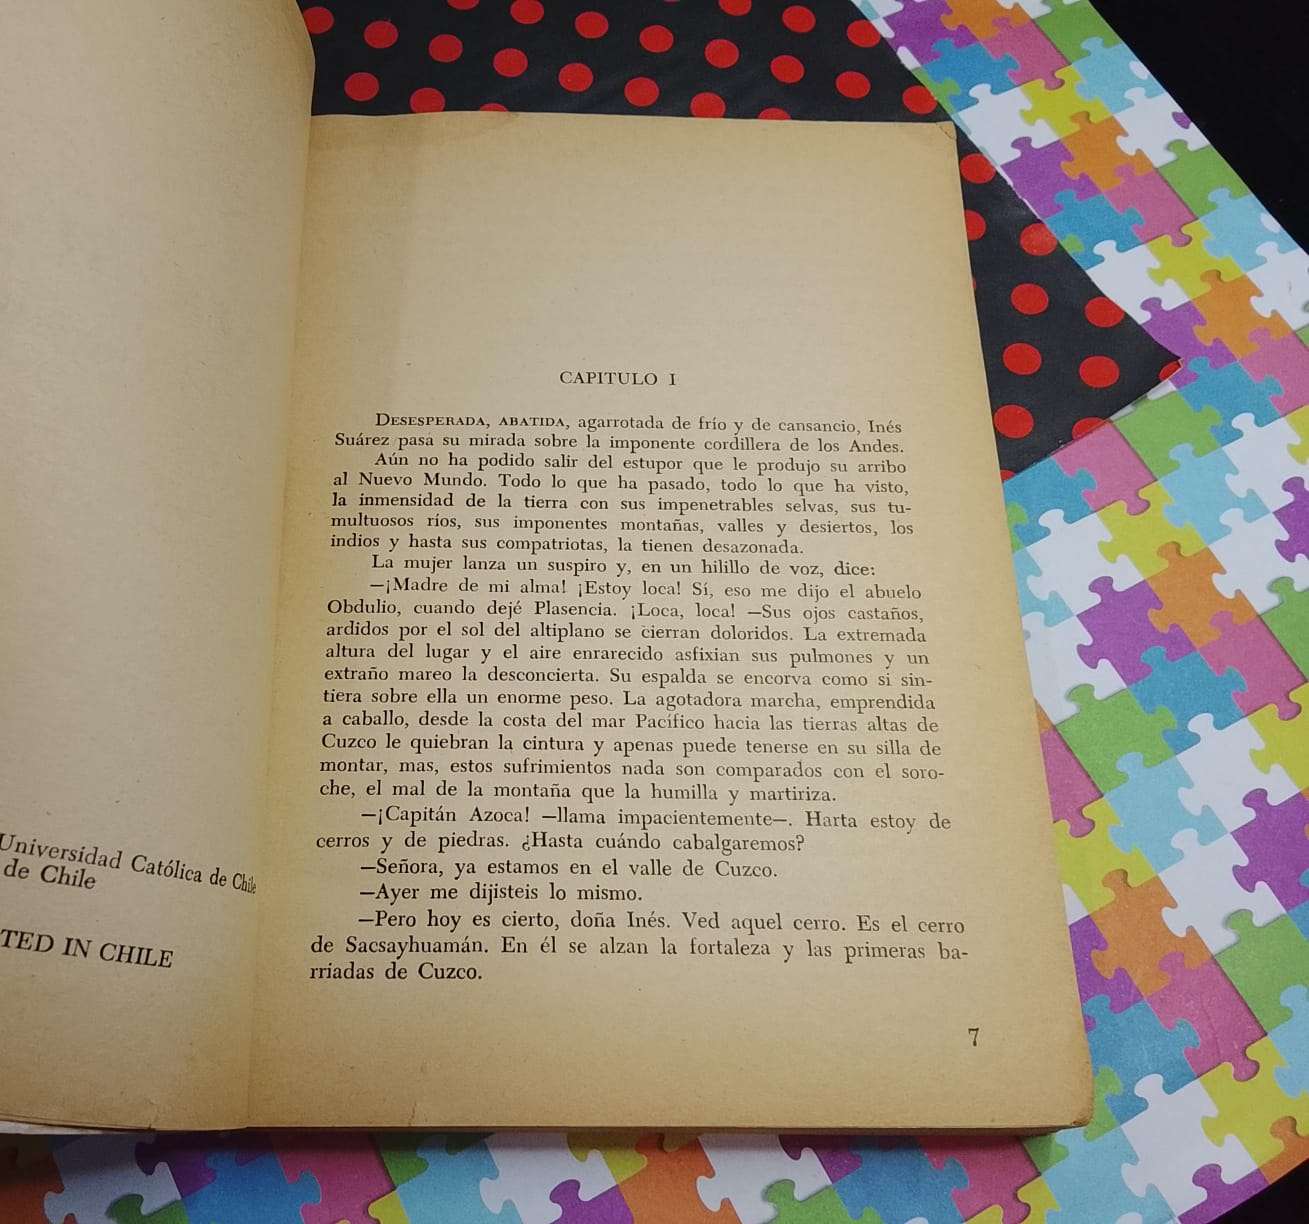 Universidad Católica de Chile
de Chile
TED IN CHILE
CAPITULO I
DESESPERADA, ABATIDA, agarrotada de frío y de cansancio, Inés
Suárez pasa su mirada sobre la imponente cordillera de los Andes.
Aún no ha podido salir del estupor que le produjo su arribo
al Nuevo Mundo. Todo lo que ha pasado, todo lo que ha visto,
la inmensidad de la tierra con sus impenetrables selvas, sus tu-
multuosos ríos, sus imponentes montañas, valles y desiertos, los
indios y hasta sus compatriotas, la tienen desazonada.
La mujer lanza un suspiro y, en un hilillo de voz, dice:
—¡Madre de mi alma! ¡Estoy loca! Sí, eso me dijo el abuelo
Obdulio, cuando dejé Plasencia. ¡Loca, loca! —Sus ojos castaños,
ardidos por el sol del altiplano se cierran doloridos. La extremada
altura del lugar y el aire enrarecido asfixian sus pulmones y un
extraño mareo la desconcierta. Su espalda se encorva como si sin-
tiera sobre ella un enorme peso. La agotadora marcha, emprendida
a caballo, desde la costa del mar Pacífico hacia las tierras altas de
Cuzco le quiebran la cintura y apenas puede tenerse en su silla de
montar, mas, estos sufrimientos nada son comparados con el soro-
che, el mal de la montaña que la humilla y martiriza.
—¡Capitán Azoca! —llama impacientemente—. Harta estoy de
cerros y de piedras. ¿Hasta cuándo cabalgaremos?
—Señora, ya estamos en el valle de Cuzco.
—Ayer me dijisteis lo mismo.
—Pero hoy es cierto, doña Inés. Ved aquel cerro. Es el cerro
de Sacsayhuamán. En él se alzan la fortaleza y las primeras ba-
rriadas de Cuzco.
7